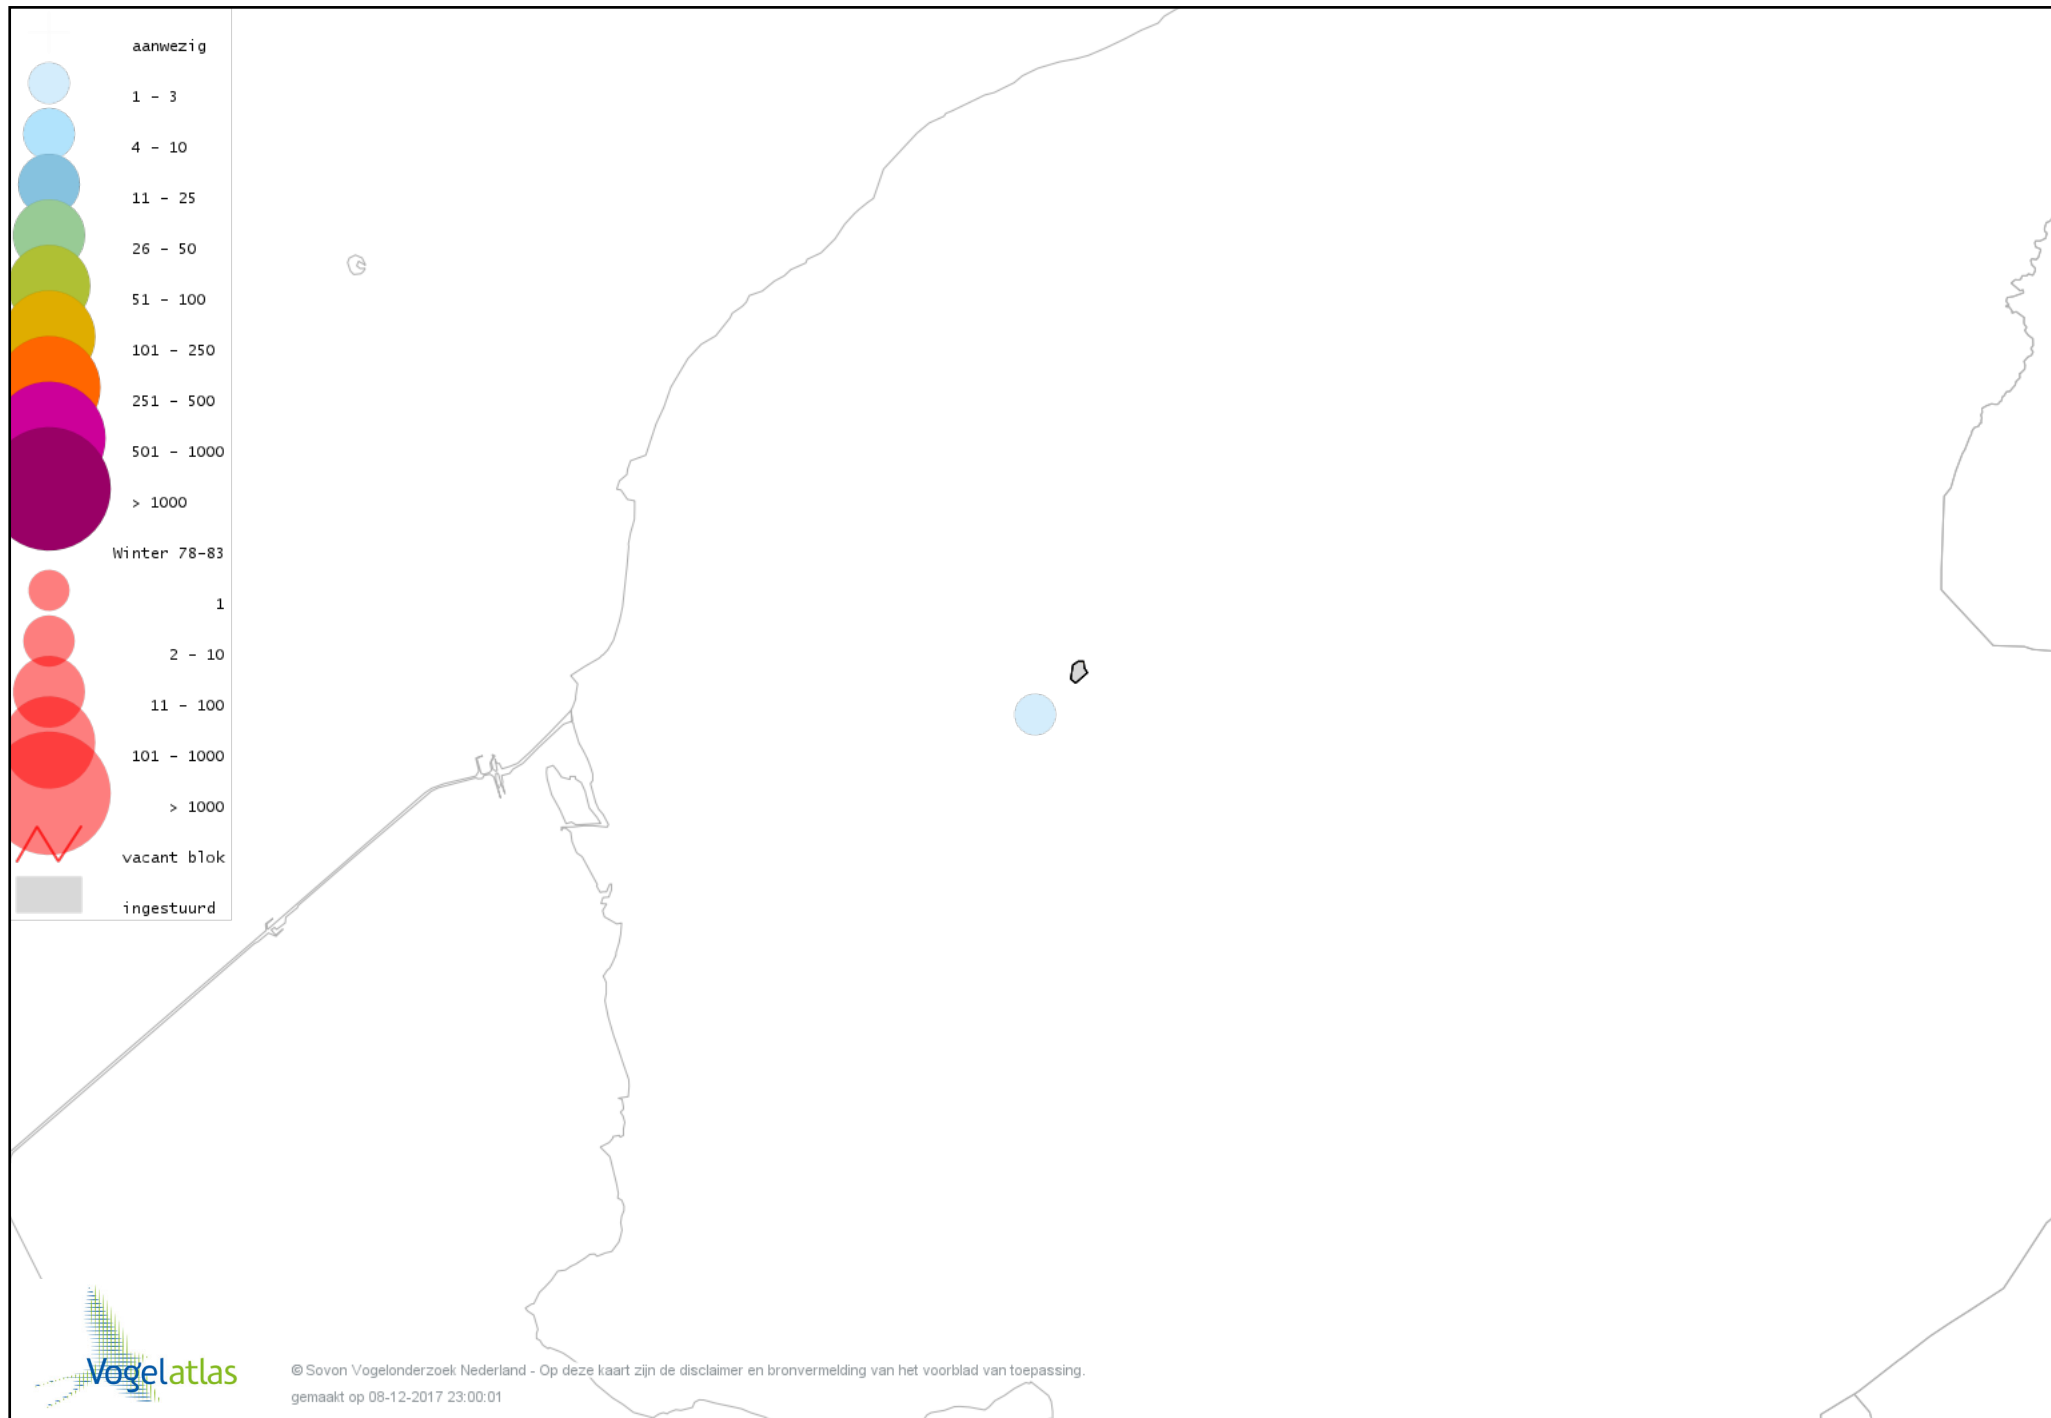 aanwezig
1 - 3
4 - 10
11 - 25
26 - 50
51 - 100
101 - 250
251 - 500
501 - 1000
> 1000
Winter 78-83
1
2 - 10
11 - 100
101 - 1000
> 1000
vacant blok
ingestuurd
Vogelatlas
© Sovon Vogelonderzoek Nederland - Op deze kaart zijn de disclaimer en bronvermelding van het voorblad van toepassing.
gemaakt op 08-12-2017 23:00:01